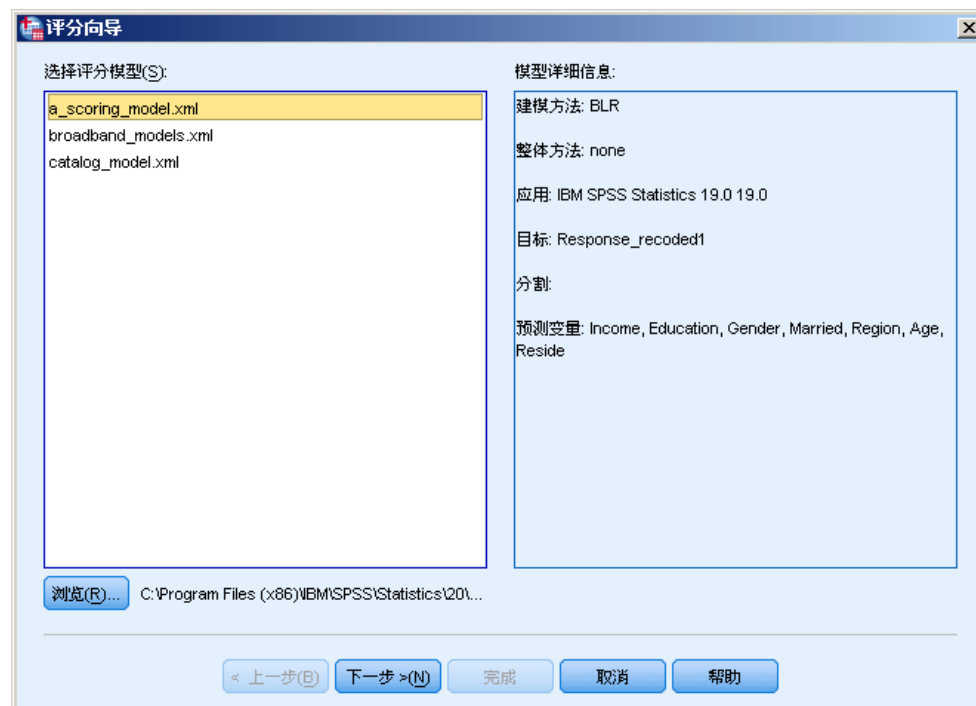 评分向导
选择评分模型(S):
a_scoring_model.xml
broadband_models.xml
catalog_model.xml
模型详细信息:
建模方法: BLR
整体方法: none
应用: IBM SPSS Statistics 19.0 19.0
目标: Response_recoded1
分割:
预测变量: Income, Education, Gender, Married, Region, Age,
Reside
浏览(R)... C:\Program Files (x86)\IBM\SPSS\Statistics\20\...
< 上一步(B) 下一步 >(N) 完成 取消 帮助